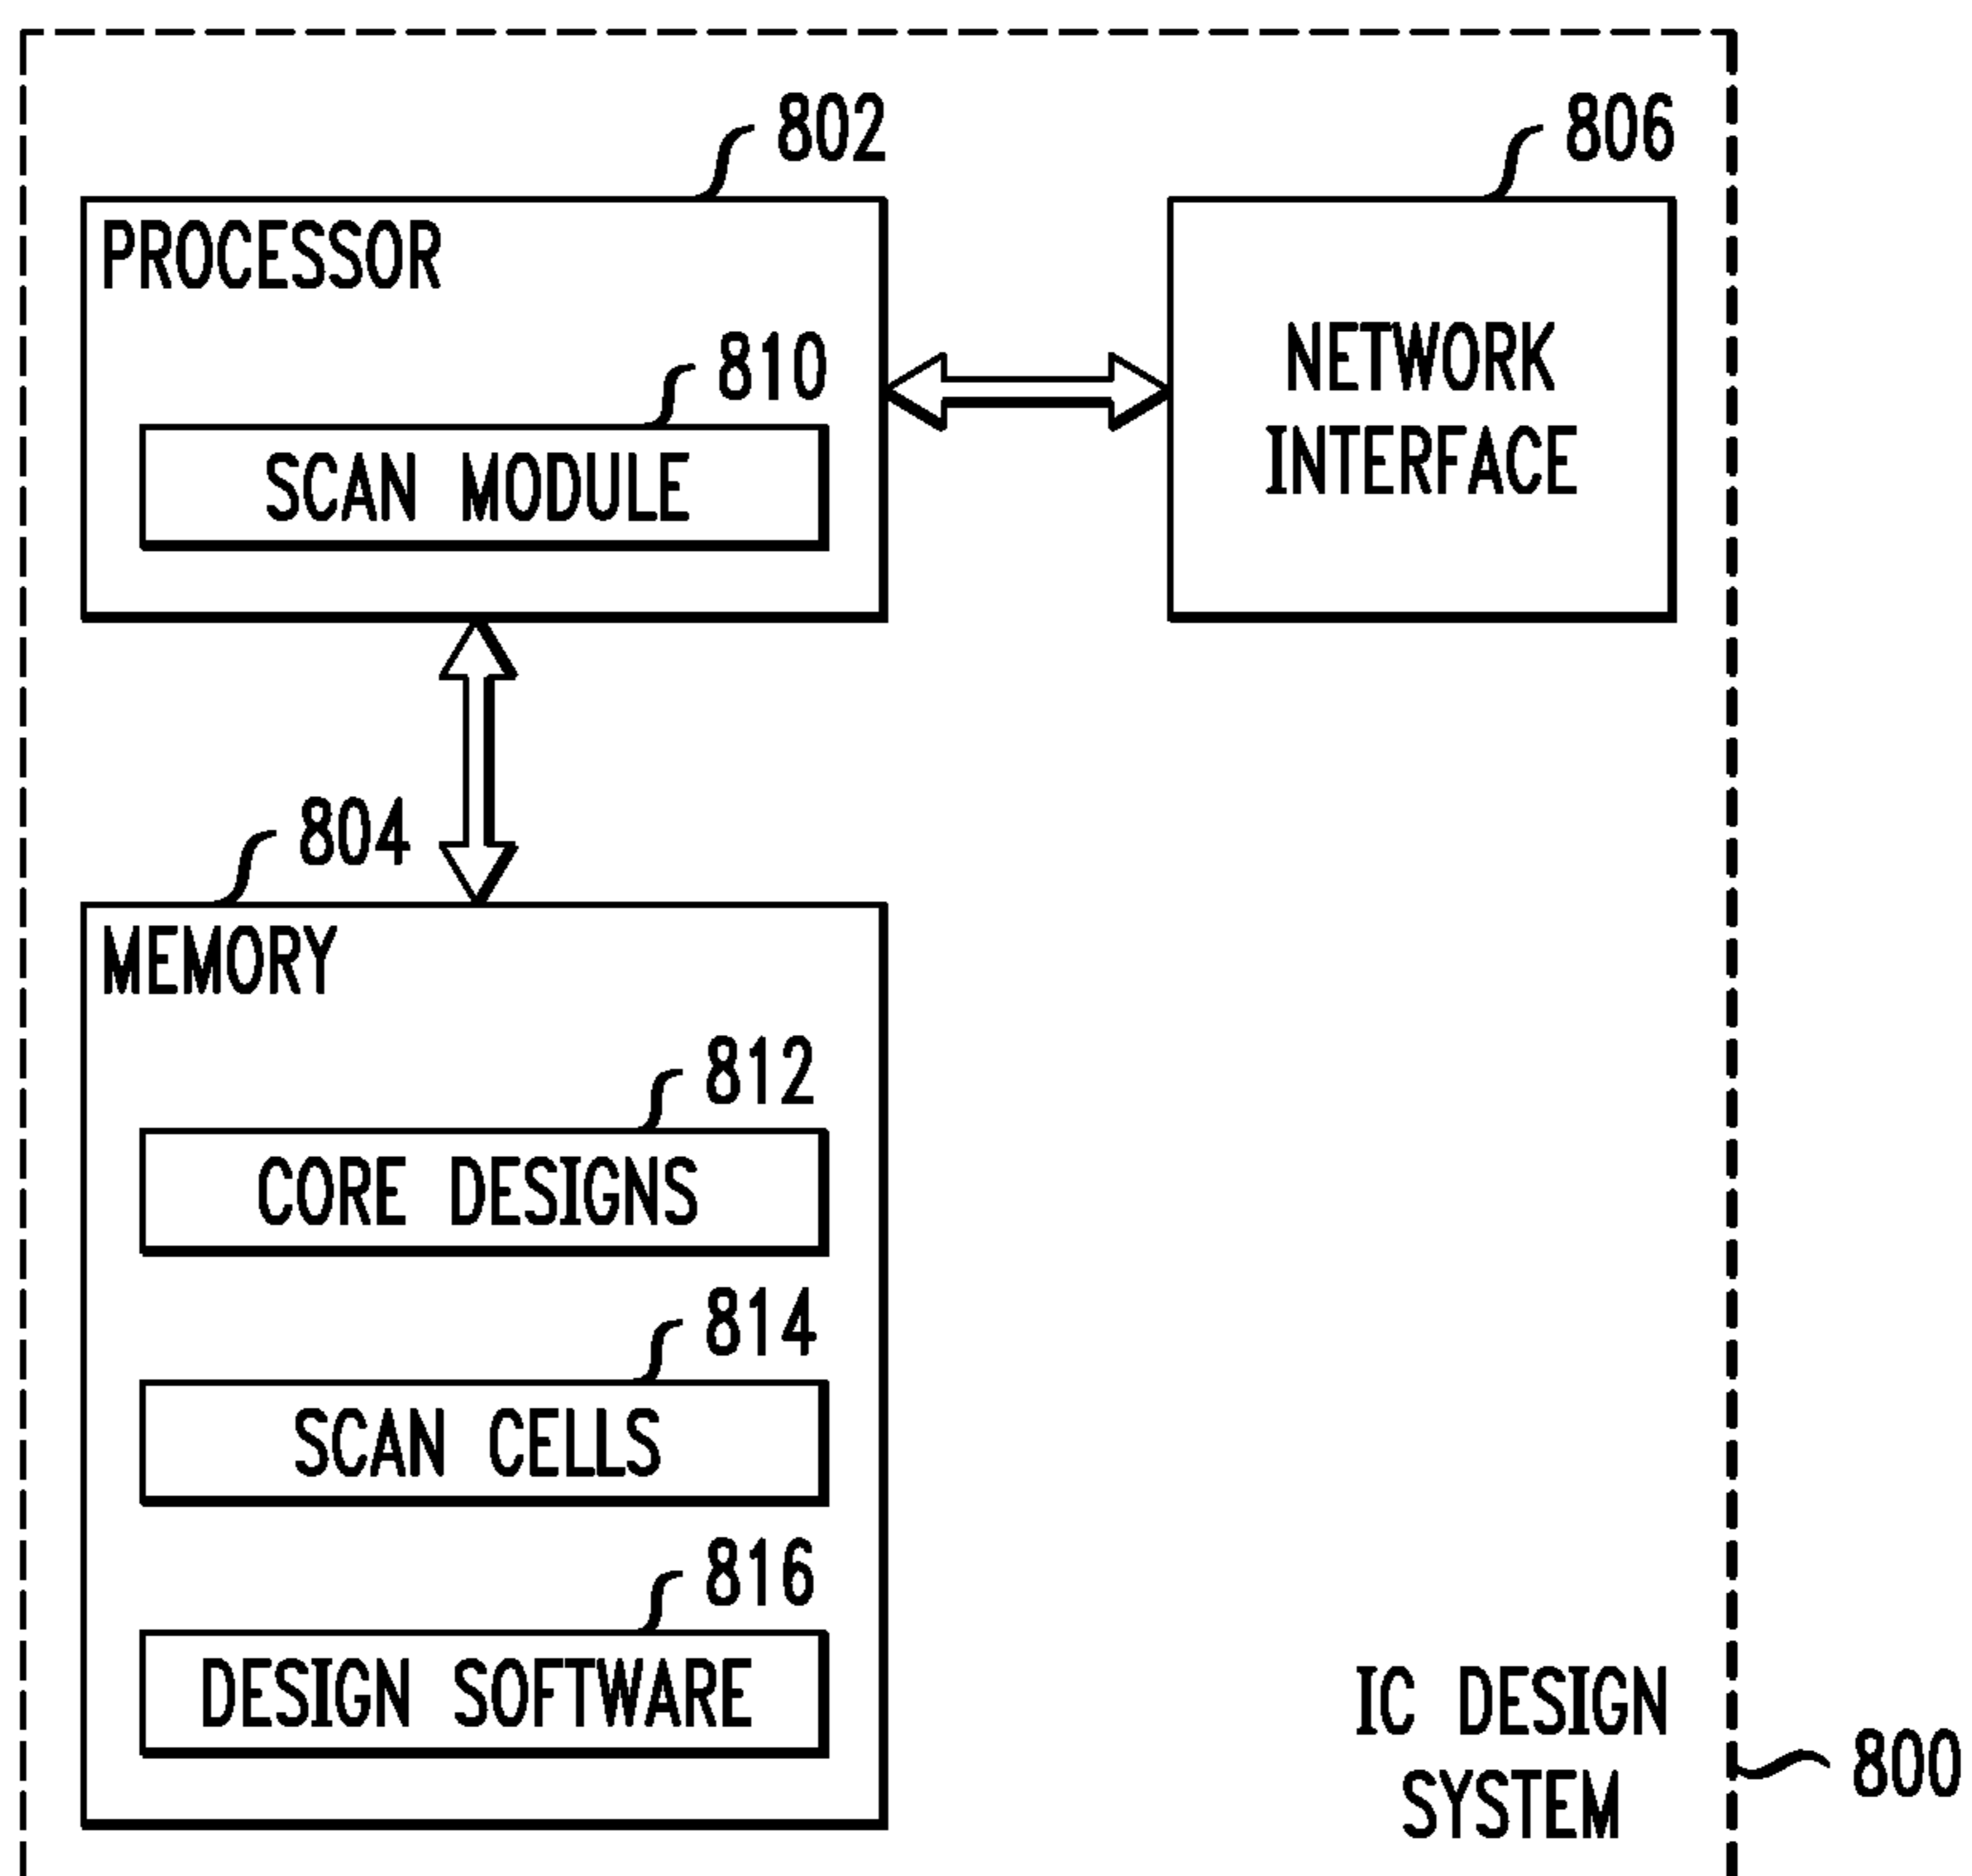 802
806
PROCESSOR
810
SCAN MODULE
NETWORK
INTERFACE
804
MEMORY
812
CORE DESIGNS
814
SCAN CELLS
816
DESIGN SOFTWARE
IC DESIGN
SYSTEM
800